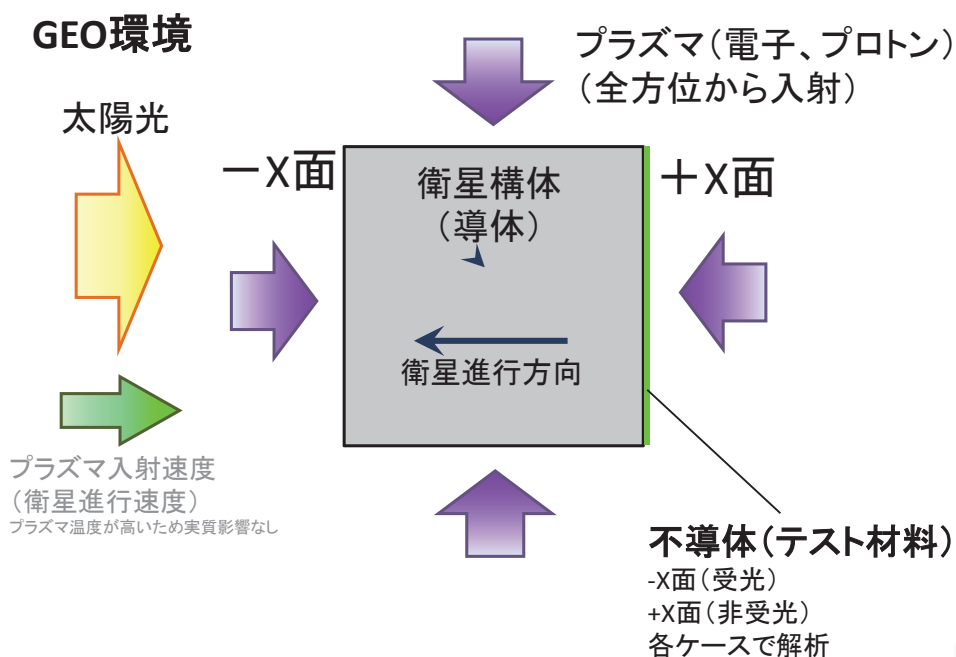 GEO環境
プラズマ(電子、プロトン)
(全方位から入射)
太陽光
-X面
+X面
衛星構体
(導体)
衛星進行方向
プラズマ入射速度
(衛星進行速度)
プラズマ温度が高いため実質影響なし
不導体(テスト材料)
-X面(受光)
+X面(非受光)
各ケースで解析